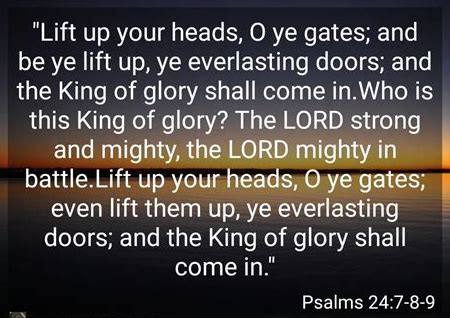 "Lift up your heads, O ye gates; and
be ye lift up, ye everlasting doors; and
the King of glory shall come in.Who is
this King of glory? The LORD strong
and mighty, the LORD mighty in
battle.Lift up your heads, O ye gates;
even lift them up, ye everlasting
doors; and the King of glory shall
come in."
Psalms 24:7-8-9